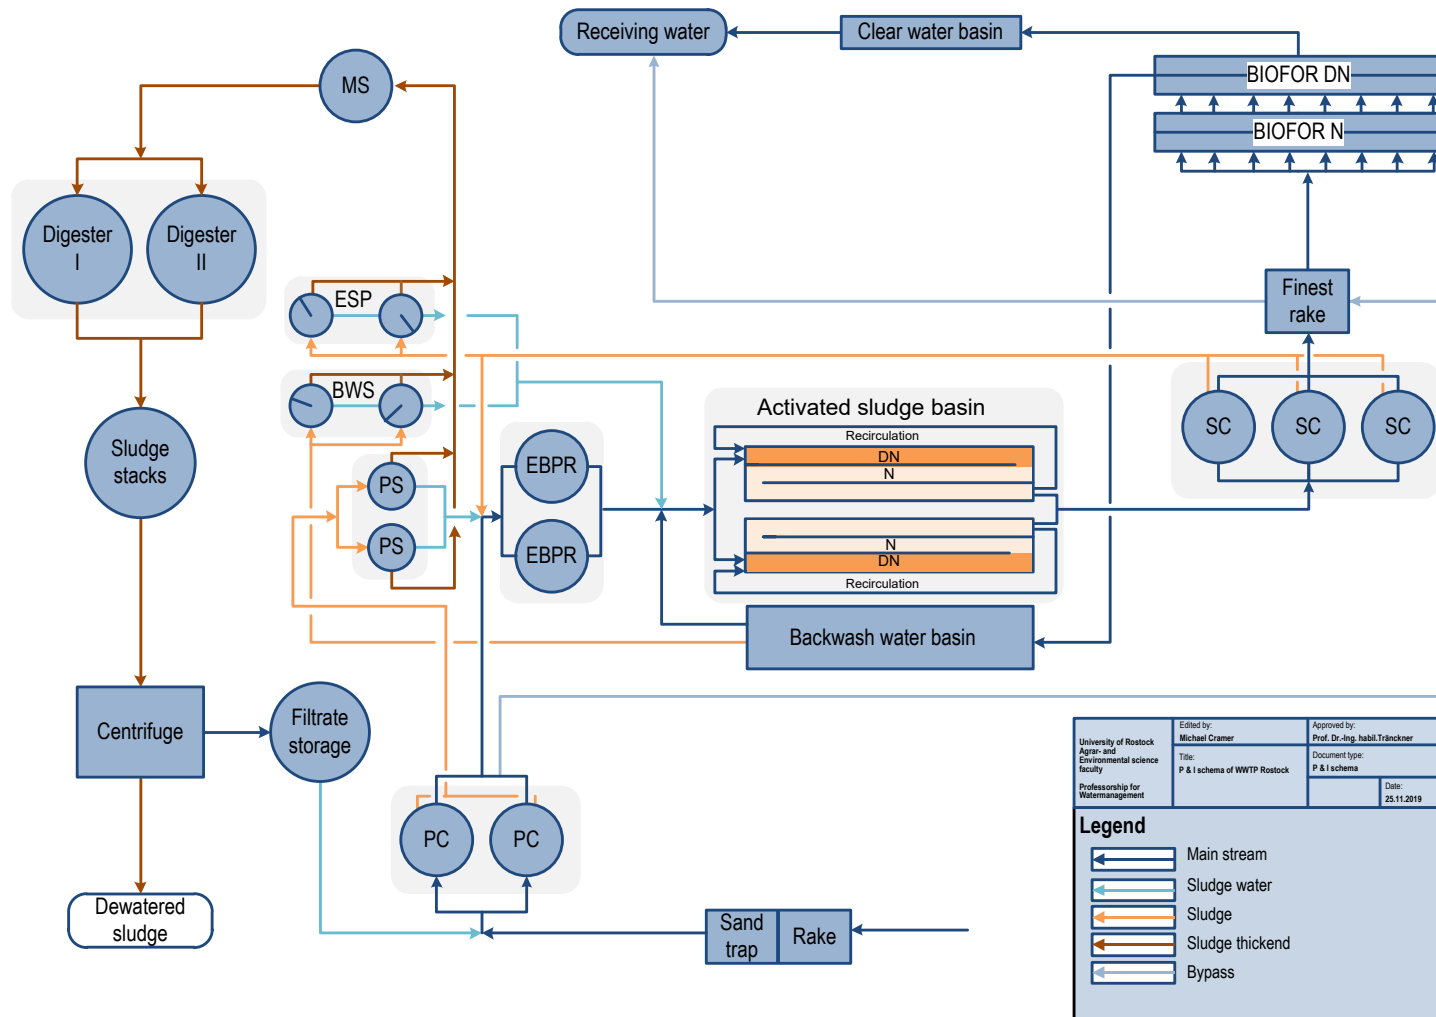 Receiving water
Clear water basin
BIOFOR DN
BIOFOR N
MS
Digester
I
Digester
II
ESP
BWS
Finest
rake
Sludge
stacks
PS
PS
EBPR
EBPR
Activated sludge basin
Recirculation
DN
N
N
DN
Recirculation
SC
SC
SC
Backwash water basin
Centrifuge
Filtrate
storage
PC
PC
Dewatered
sludge
Sand
trap
Rake
University of Rostock
Agrar- and
Environmental science
faculty
Professorship for
Watermanagement
Edited by:
Michael Cramer
Approved by:
Prof. Dr.-Ing. habil.Tränckner
Title:
P & I schema of WWTP Rostock
Document type:
P & I schema
Date:
25.11.2019
Legend
Main stream
Sludge water
Sludge
Sludge thickend
Bypass